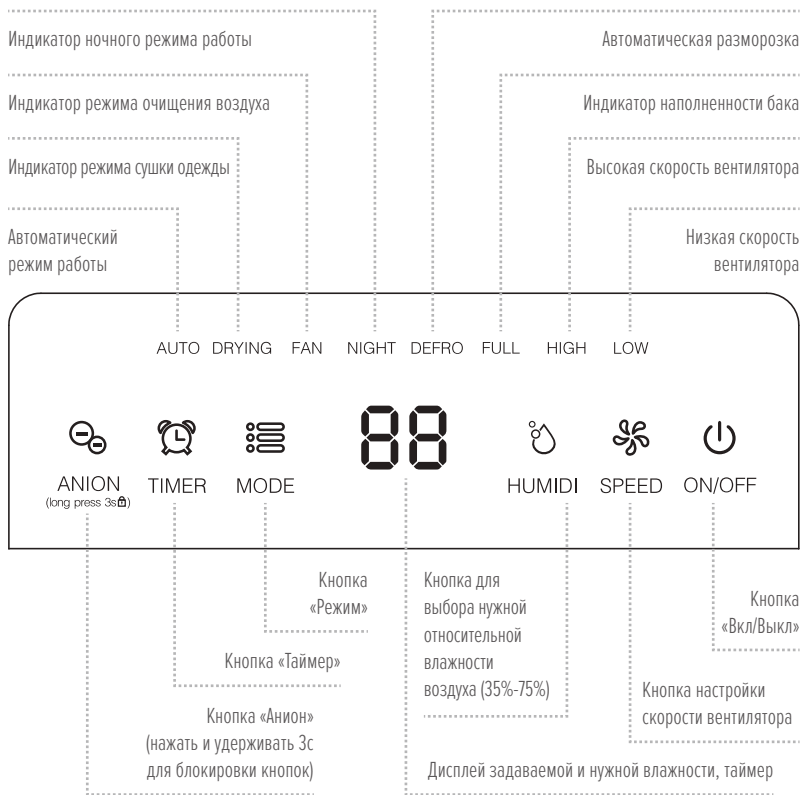 Индикатор ночного режима работы
Автоматическая разморозка
Индикатор режима очищения воздуха
Индикатор наполненности бака
Индикатор режима сушки одежды
Высокая скорость вентилятора
Автоматический
режим работы
Низкая скорость
вентилятора
AUTO DRYING FAN NIGHT DEFRO FULL HIGH LOW
88
ANION TIMER MODE HUMIDI SPEED ON/OFF
(long press 3s)
Кнопка
«Режим»
Кнопка для
выбора нужной
относительной
влажности
воздуха (35%-75%)
Кнопка
«Вкл/Выкл»
Кнопка «Таймер»
Кнопка настройки
скорости вентилятора
Кнопка «Анион»
(нажать и удерживать 3с
для блокировки кнопок)
Дисплей задаваемой и нужной влажности, таймер